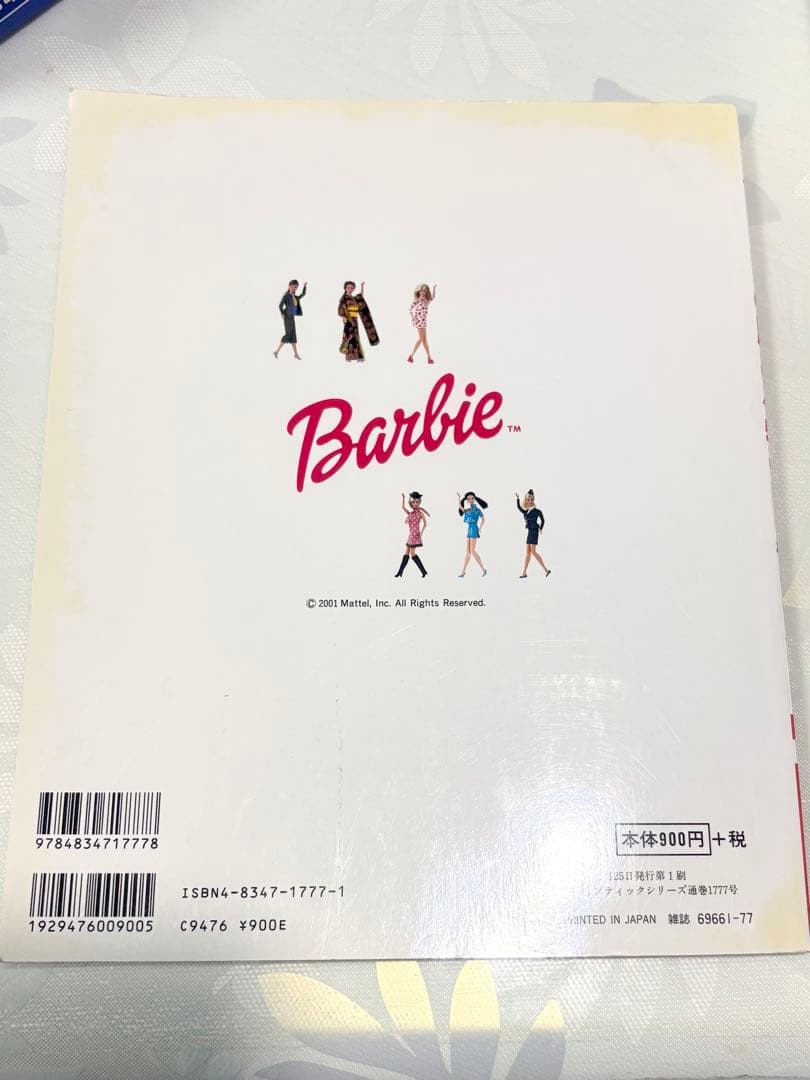 Barbie™
© 2001 Mattel, Inc. All Rights Reserved.
9784834717778
1929476009005
ISBN4-8347-1777-1
C9476 ¥900E
本体900円+税
25日発行第1刷
ティックシリーズ通巻1777号
PRINTED IN JAPAN 雑誌 69661-77